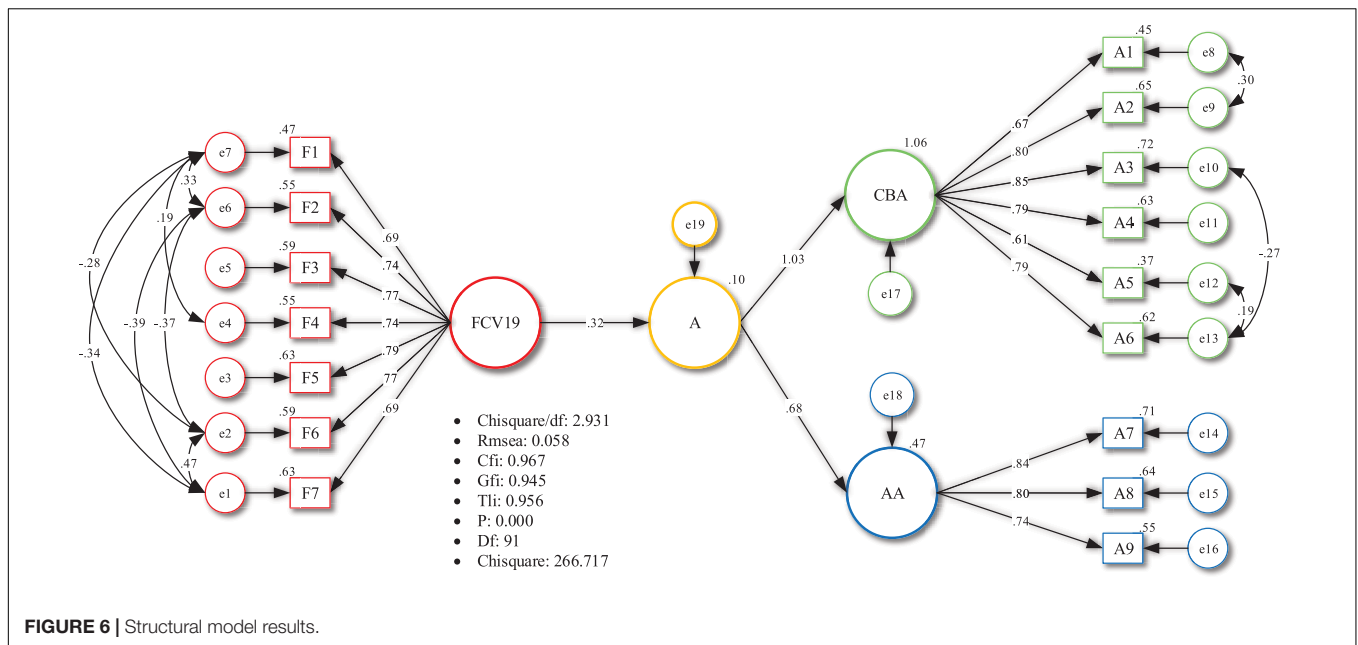 .47
e7
F1
.33
.55
e6
F2
.19
.59
e5
F3
-.28
.55
e4
F4
-.39
-.37
-.34
.63
e3
F5
.59
e2
F6
.47
.63
e1
F7
.69
.74
.77
.74
.79
.77
.69
FCV19
.32
e19
.10
A
1.03
.68
1.06
CBA
e17
e18
.47
AA
.67
.80
.85
.79
.61
.79
.45
A1
e8
.30
.65
A2
e9
.72
A3
e10
.63
A4
e11
-.27
.37
A5
e12
.19
.62
A6
e13
.84
.80
.74
.71
A7
e14
.64
A8
e15
.55
A9
e16
• Chisquare/df: 2.931
• Rmsea: 0.058
• Cfi: 0.967
• Gfi: 0.945
• Tli: 0.956
• P: 0.000
• Df: 91
• Chisquare: 266.717
FIGURE 6 | Structural model results.